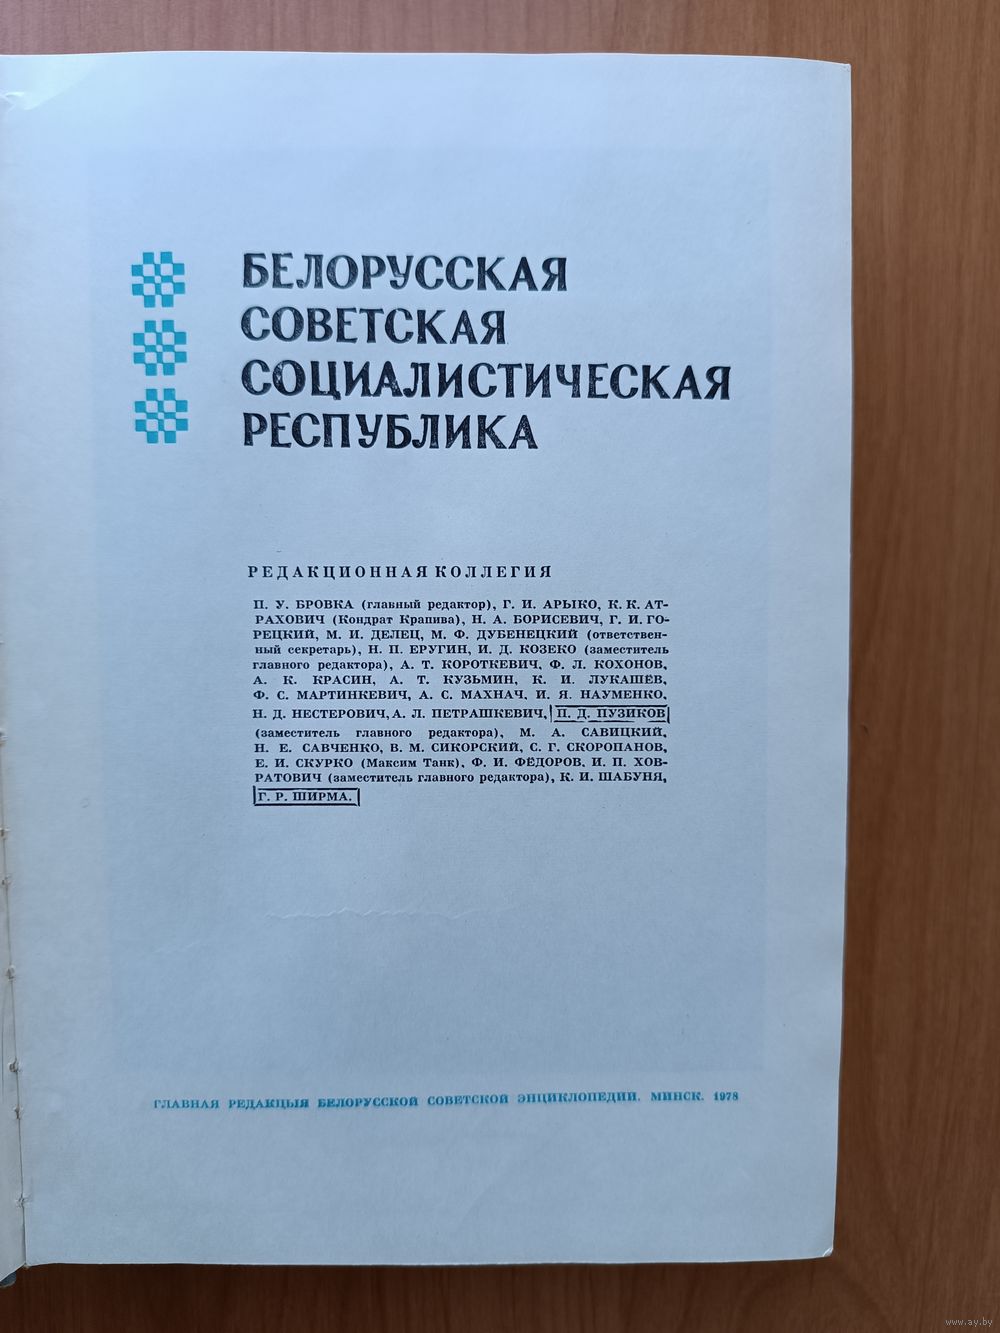 БЕЛОРУССКАЯ
СОВЕТСКАЯ
СОЦИАЛИСТИЧЕСКАЯ
РЕСПУБЛИКА
РЕДАКЦИОННАЯ КОЛЛЕГИЯ
П. У. БРОВКА (главный редактор), Г. И. АРЫКО, К. К. АТ-
РАХОВИЧ (Кондрат Крапива), Н. А. БОРИСЕВИЧ, Г. И. ГО-
РЕЦКИЙ, М. И. ДЕЛЕЦ, М. Ф. ДУБЕНЕЦКИЙ (ответствен-
ный секретарь), Н. П. ЕРУГИН, И. Д. КОЗЕКО (заместитель
главного редактора), А. Т. КОРОТКЕВИЧ, Ф. Л. КОХОНОВ,
А. К. КРАСИН, А. Т. КУЗЬМИН, К. И. ЛУКАШЁВ,
Ф. С. МАРТИНКЕВИЧ, А. С. МАХНАЧ, И. Я. НАУМЕНКО,
Н. Д. НЕСТЕРОВИЧ, А. Л. ПЕТРАШКЕВИЧ, П. Д. ПУЗИКОВ
(заместитель главного редактора), М. А. САВИЦКИЙ,
Н. Е. САВЧЕНКО, В. М. СИКОРСКИЙ, С. Г. СКОРОПАНОВ,
Е. И. СКУРКО (Максим Танк), Ф. И. ФЁДОРОВ, И. П. ХОВ-
РАТОВИЧ (заместитель главного редактора), К. И. ШАБУНЯ,
Г. Р. ШИРМА.
ГЛАВНАЯ РЕДАКЦЫЯ БЕЛОРУССКОЙ СОВЕТСКОЙ ЭНЦИКЛОПЕДИИ. МИНСК. 1978
www.ay.by